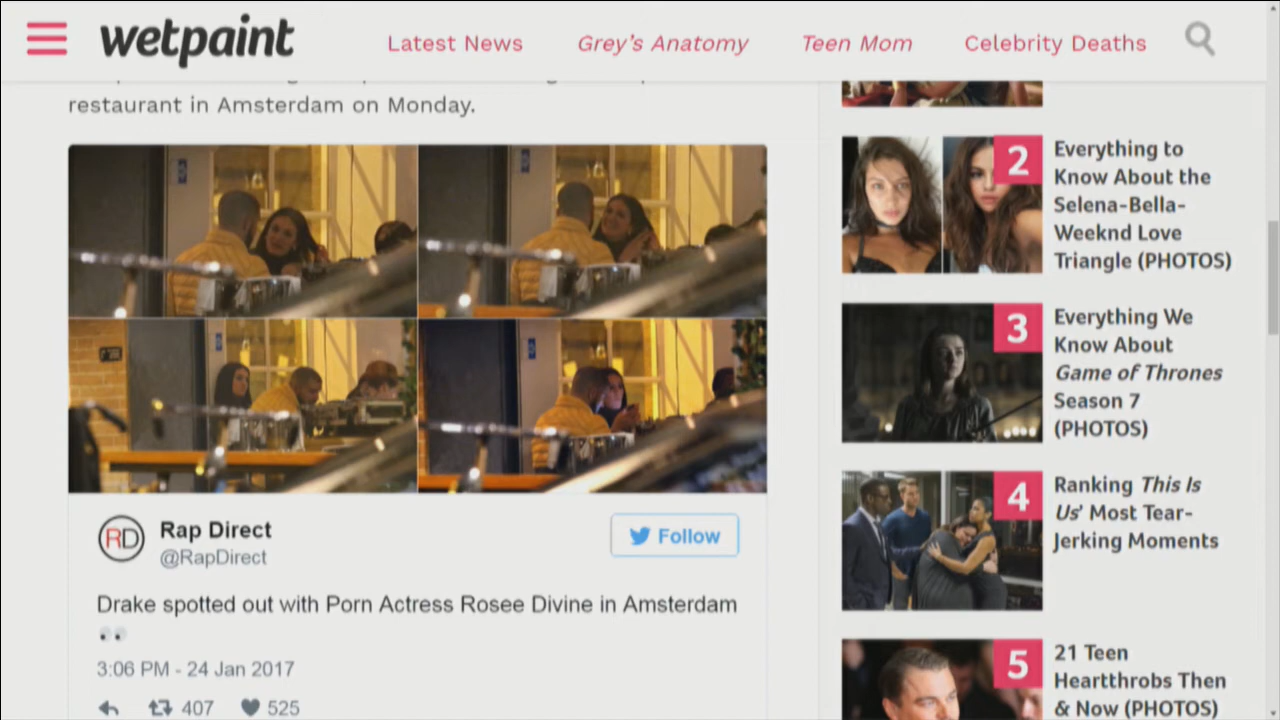 wetpaint
Latest News
Grey's Anatomy
Teen Mom
Celebrity Deaths
restaurant in Amsterdam on Monday.
Rap Direct
@RapDirect
Follow
Drake spotted out with Porn Actress Rosee Divine in Amsterdam
3:06 PM - 24 Jan 2017
407
525
2
Everything to
Know About the
Selena-Bella-
Weeknd Love
Triangle (PHOTOS)
3
Everything We
Know About
Game of Thrones
Season 7
(PHOTOS)
4
Ranking This Is
Us' Most Tear-
Jerking Moments
5
21 Teen
Heartthrobs Then
& Now (PHOTOS)